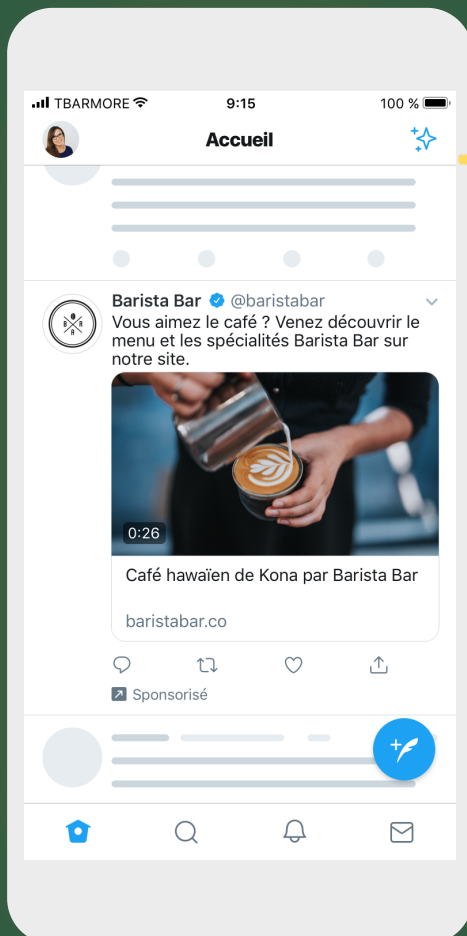 TBARMORE 9:15 100 %
Accueil
Barista Bar @baristabar
Vous aimez le café ? Venez découvrir le
menu et les spécialités Barista Bar sur
notre site.
B A R A
0:26
Café hawaïen de Kona par Barista Bar
baristabar.co
Sponsorisé